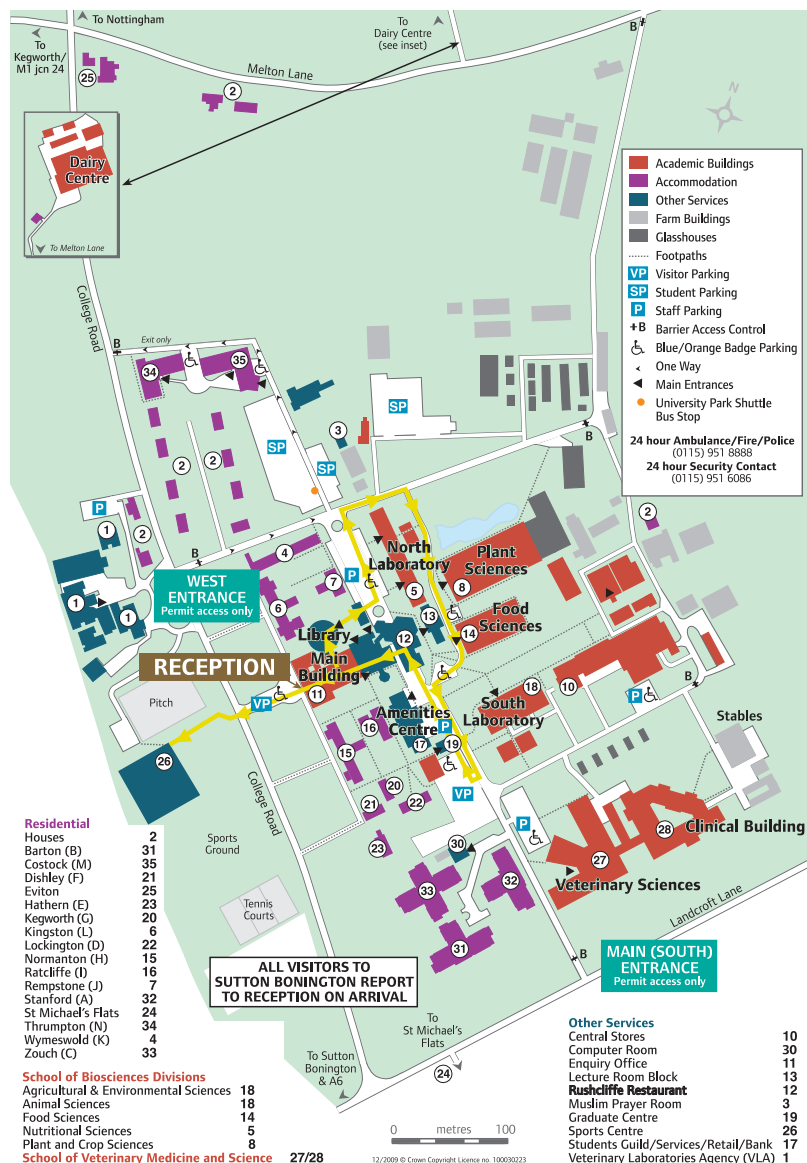 To Nottingham
To
Kegworth/
M1 jcn 24
To
Dairy Centre
(see inset)
B
25
Melton Lane
2
N
Dairy
Centre
To Melton Lane
Academic Buildings
Accommodation
Other Services
Farm Buildings
Glasshouses
Footpaths
VP Visitor Parking
SP Student Parking
P Staff Parking
B Barrier Access Control
Blue/Orange Badge Parking
One Way
Main Entrances
University Park Shuttle
Bus Stop
24 hour Ambulance/Fire/Police
(0115) 951 8888
24 hour Security Contact
(0115) 951 6086
College Road
B
Exit only
34
35
SP
SP
SP
3
2
2
B
P
1
2
2
1
1
B
4
North
Laboratory
Plant
Sciences
P
7
5
8
WEST
ENTRANCE
Permit access only
6
13
Food
Sciences
Library
12
14
RECEPTION
Main
Building
11
18
10
B
Pitch
VP
P
16
Amenities
Centre
South
Laboratory
P
Stables
15
17
19
26
20
VP
21
22
P
College Road
28
Clinical Building
23
30
27
Sports
Ground
Veterinary Sciences
33
32
Tennis
Courts
Landcroft Lane
31
B
MAIN (SOUTH)
ENTRANCE
Permit access only
ALL VISITORS TO
SUTTON BONINGTON REPORT
TO RECEPTION ON ARRIVAL
To
St Michael's
Flats
24
To Sutton
Bonington
& A6
Residential
Houses 2
Barton (B) 31
Costock (M) 35
Dishley (F) 21
Eviton 25
Hathern (E) 23
Kegworth (G) 20
Kingston (L) 6
Lockington (D) 22
Normanton (H) 15
Ratcliffe (I) 16
Rempstone (J) 7
Stanford (A) 32
St Michael's Flats 24
Thrumpton (N) 34
Wymeswold (K) 4
Zouch (C) 33
School of Biosciences Divisions
Agricultural & Environmental Sciences 18
Animal Sciences 18
Food Sciences 14
Nutritional Sciences 5
Plant and Crop Sciences 8
School of Veterinary Medicine and Science 27/28
0 metres 100
12/2009 © Crown Copyright Licence no. 100030223
Other Services
Central Stores 10
Computer Room 30
Enquiry Office 11
Lecture Room Block 13
Rushcliffe Restaurant 12
Muslim Prayer Room 3
Graduate Centre 19
Sports Centre 26
Students Guild/Services/Retail/Bank 17
Veterinary Laboratories Agency (VLA) 1